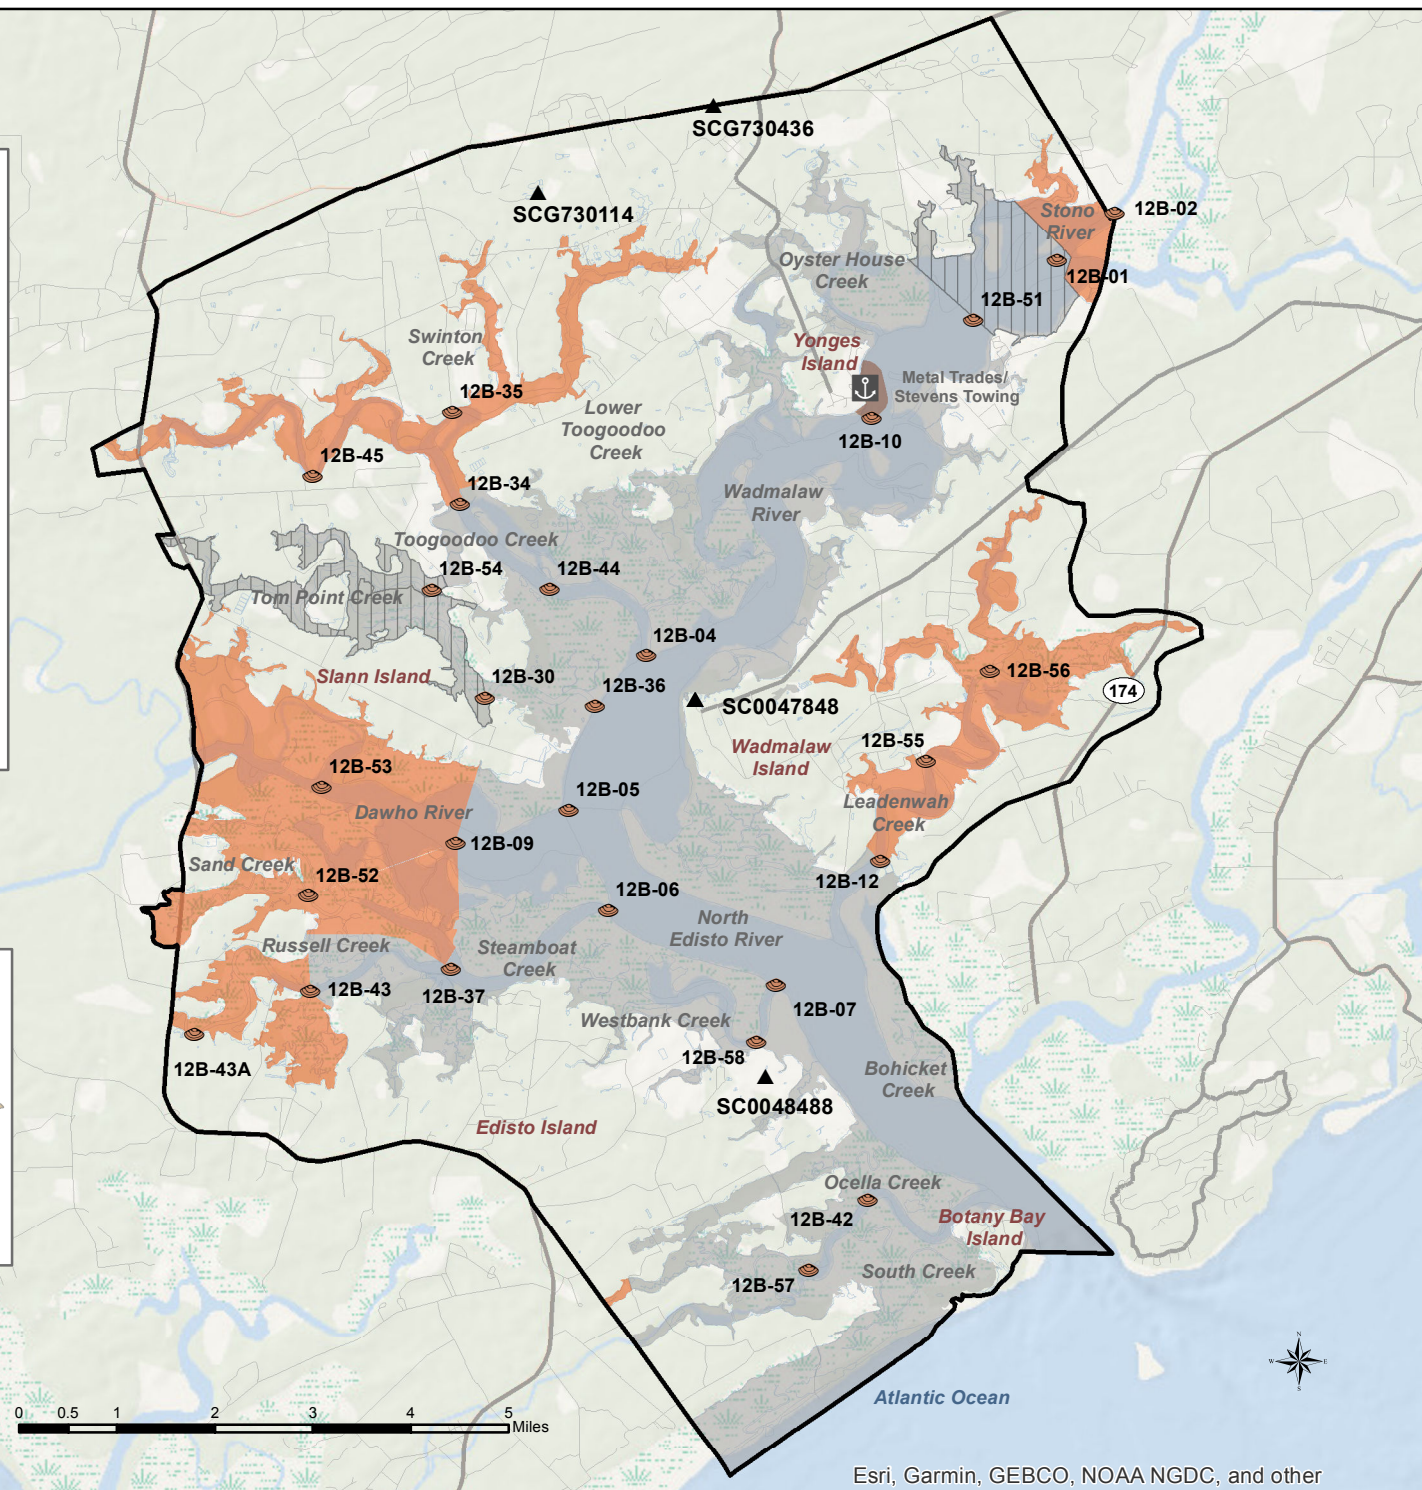 SCG730436
SCG730114
12B-02
Stono
River
Oyster House
Creek
12B-01
12B-51
Swinton
Creek
Yonges
Island
Metal Trades/
Stevens Towing
12B-35
Lower
Toogoodoo
Creek
12B-10
12B-45
12B-34
Wadmalaw
River
Toogoodoo Creek
12B-54
12B-44
Tom Point Creek
12B-04
Slann Island
12B-30
12B-36
12B-56
174
SC0047848
Wadmalaw
Island
12B-55
12B-53
12B-05
Dawho River
Leadenwah
Creek
12B-09
Sand Creek
12B-52
12B-12
12B-06
North
Edisto River
Russell Creek
Steamboat
Creek
12B-43
12B-37
12B-07
Westbank Creek
12B-58
12B-43A
Bohicket
Creek
SC0048488
Edisto Island
Ocella Creek
12B-42
Botany Bay
Island
12B-57
South Creek
N
W E
S
Atlantic Ocean
0 0.5 1 2 3 4 5
Miles
Esri, Garmin, GEBCO, NOAA NGDC, and other